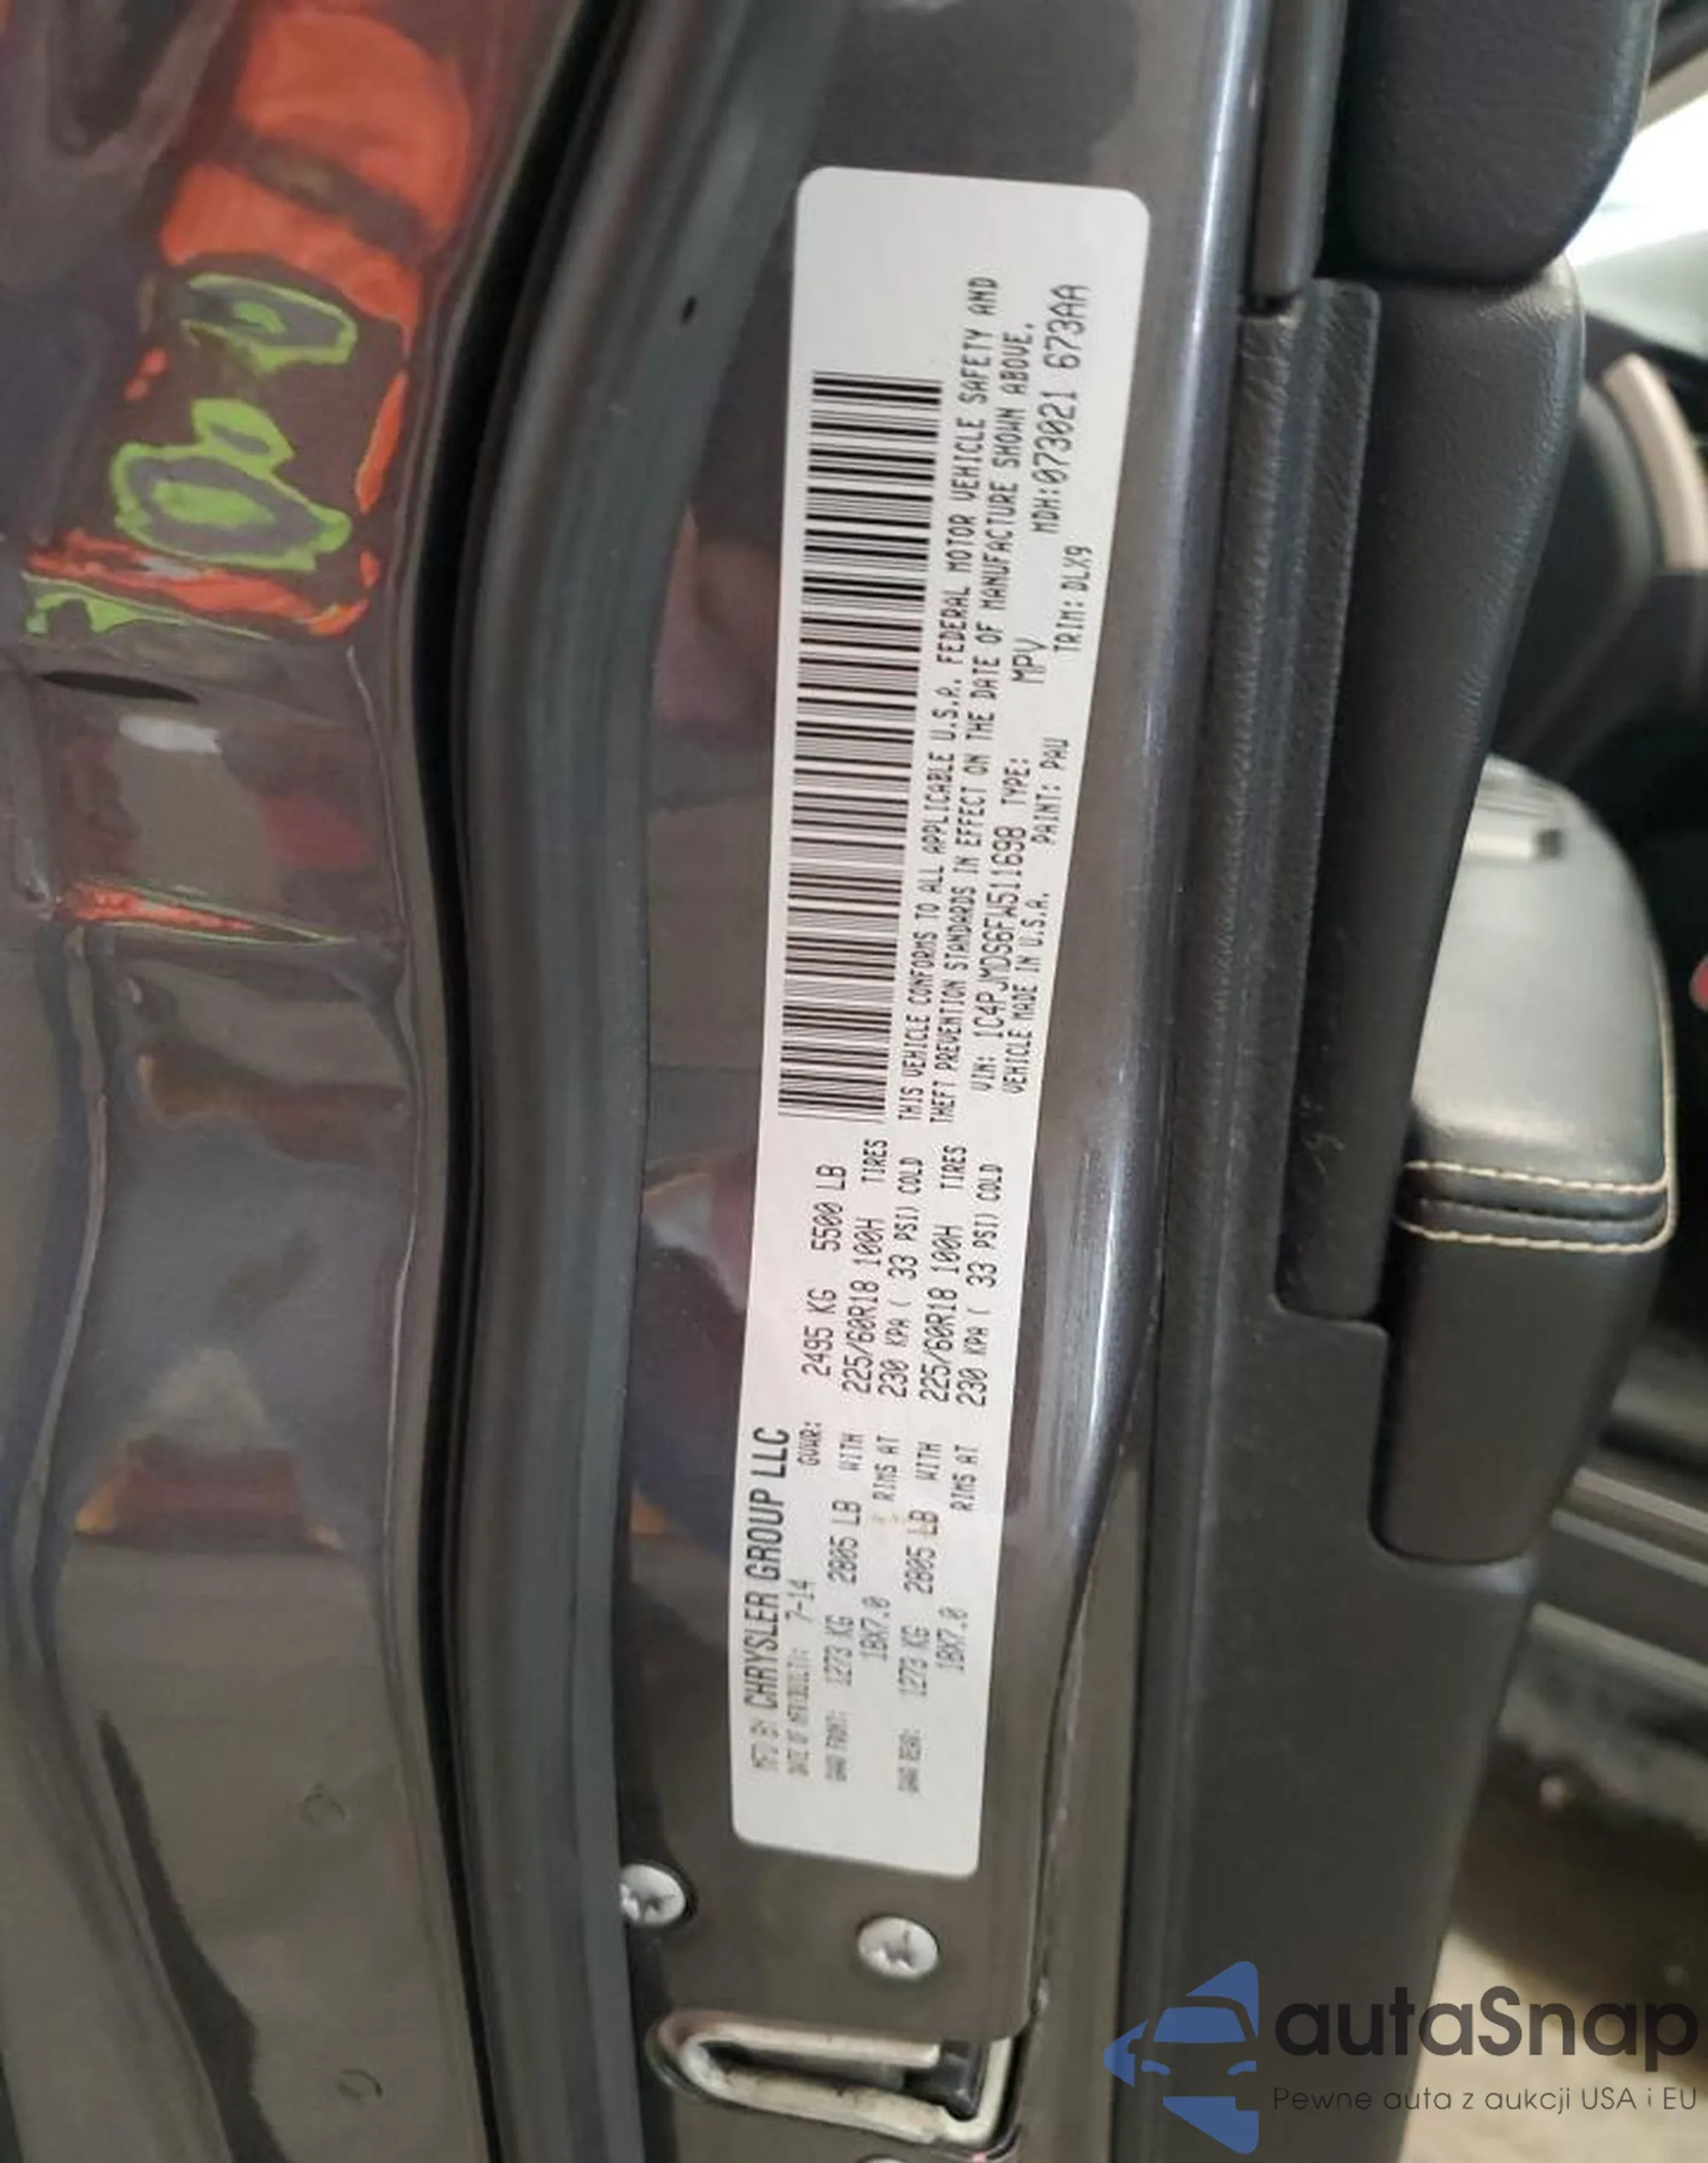 MFD BY CHRYSLER GROUP LLC
DATE OF MFR/BUILT: 7-14 GVWR: 2495 KG 5500 LB
GAWR FRONT: 1273 KG 2805 LB WITH 225/60R18 100H TIRES
18X7.0 RIMS AT 230 KPA ( 33 PSI) COLD
GAWR REAR: 1273 KG 2805 LB WITH 225/60R18 100H TIRES
18X7.0 RIMS AT 230 KPA ( 33 PSI) COLD
THIS VEHICLE CONFORMS TO ALL APPLICABLE U.S.A. FEDERAL MOTOR VEHICLE SAFETY AND
THEFT PREVENTION STANDARDS IN EFFECT ON THE DATE OF MANUFACTURE SHOWN ABOVE.
VIN: 1C4PJMDS6FW511698 TYPE: MPV MDH:073021 673AA
VEHICLE MADE IN U.S.A. PAINT: PAU TRIM: DLX9
autaSnap
Pewne auta z aukcji USA i EU